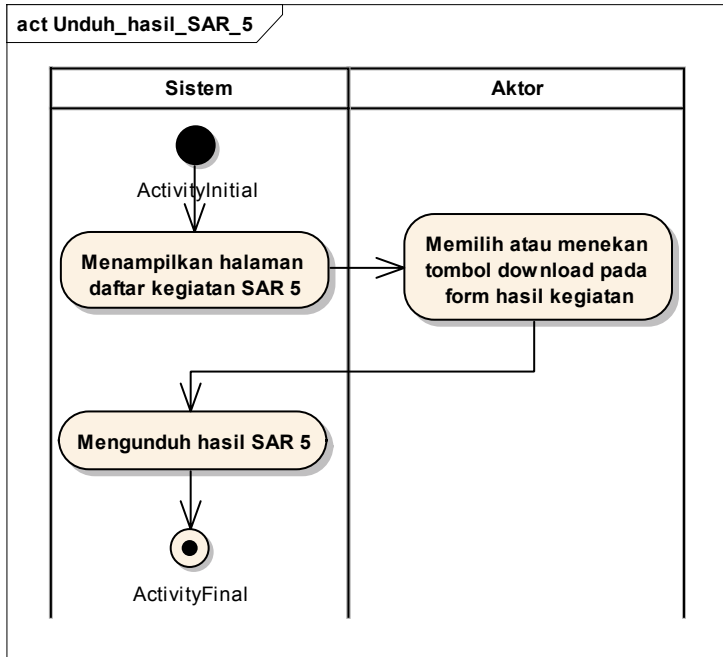 act Unduh_hasil_SAR_5
Sistem
Aktor
ActivityInitial
Menampilkan halaman
daftar kegiatan SAR 5
Memilih atau menekan
tombol download pada
form hasil kegiatan
Mengunduh hasil SAR 5
ActivityFinal